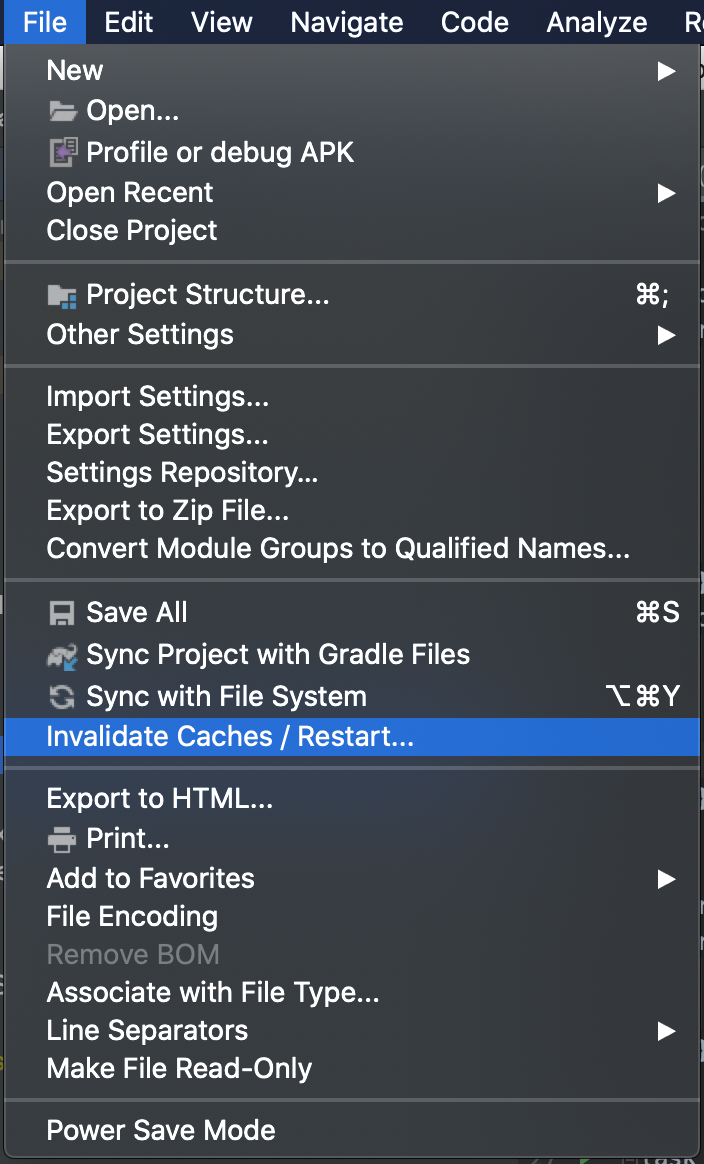 File Edit View Navigate Code Analyze
New
Open...
Profile or debug APK
Open Recent
Close Project
Project Structure... ⌘;
Other Settings
Import Settings...
Export Settings...
Settings Repository...
Export to Zip File...
Convert Module Groups to Qualified Names...
Save All ⌘S
Sync Project with Gradle Files
Sync with File System ⌥⌘Y
Invalidate Caches / Restart...
Export to HTML...
Print...
Add to Favorites
File Encoding
Remove BOM
Associate with File Type...
Line Separators
Make File Read-Only
Power Save Mode